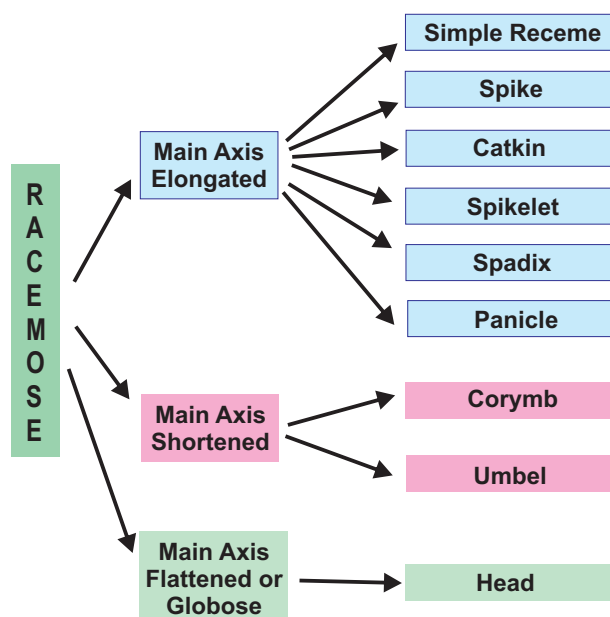 RACEMOSE
Main Axis
Elongated
Simple Receme
Spike
Catkin
Spikelet
Spadix
Panicle
Main Axis
Shortened
Corymb
Umbel
Main Axis
Flattened or
Globose
Head